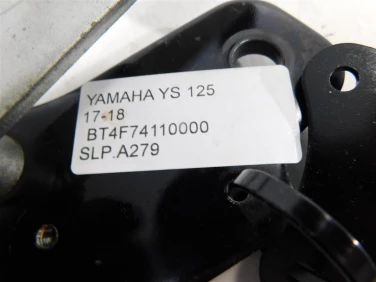 YAMAHA YS 125
17-18
BT4F74110000
SLP.A279